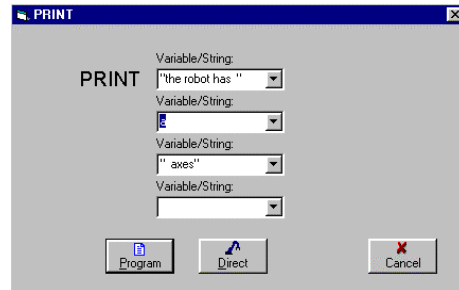 PRINT
Variable/String:
PRINT "the robot has "
Variable/String:
a
Variable/String:
" axes"
Variable/String:
Program Direct Cancel